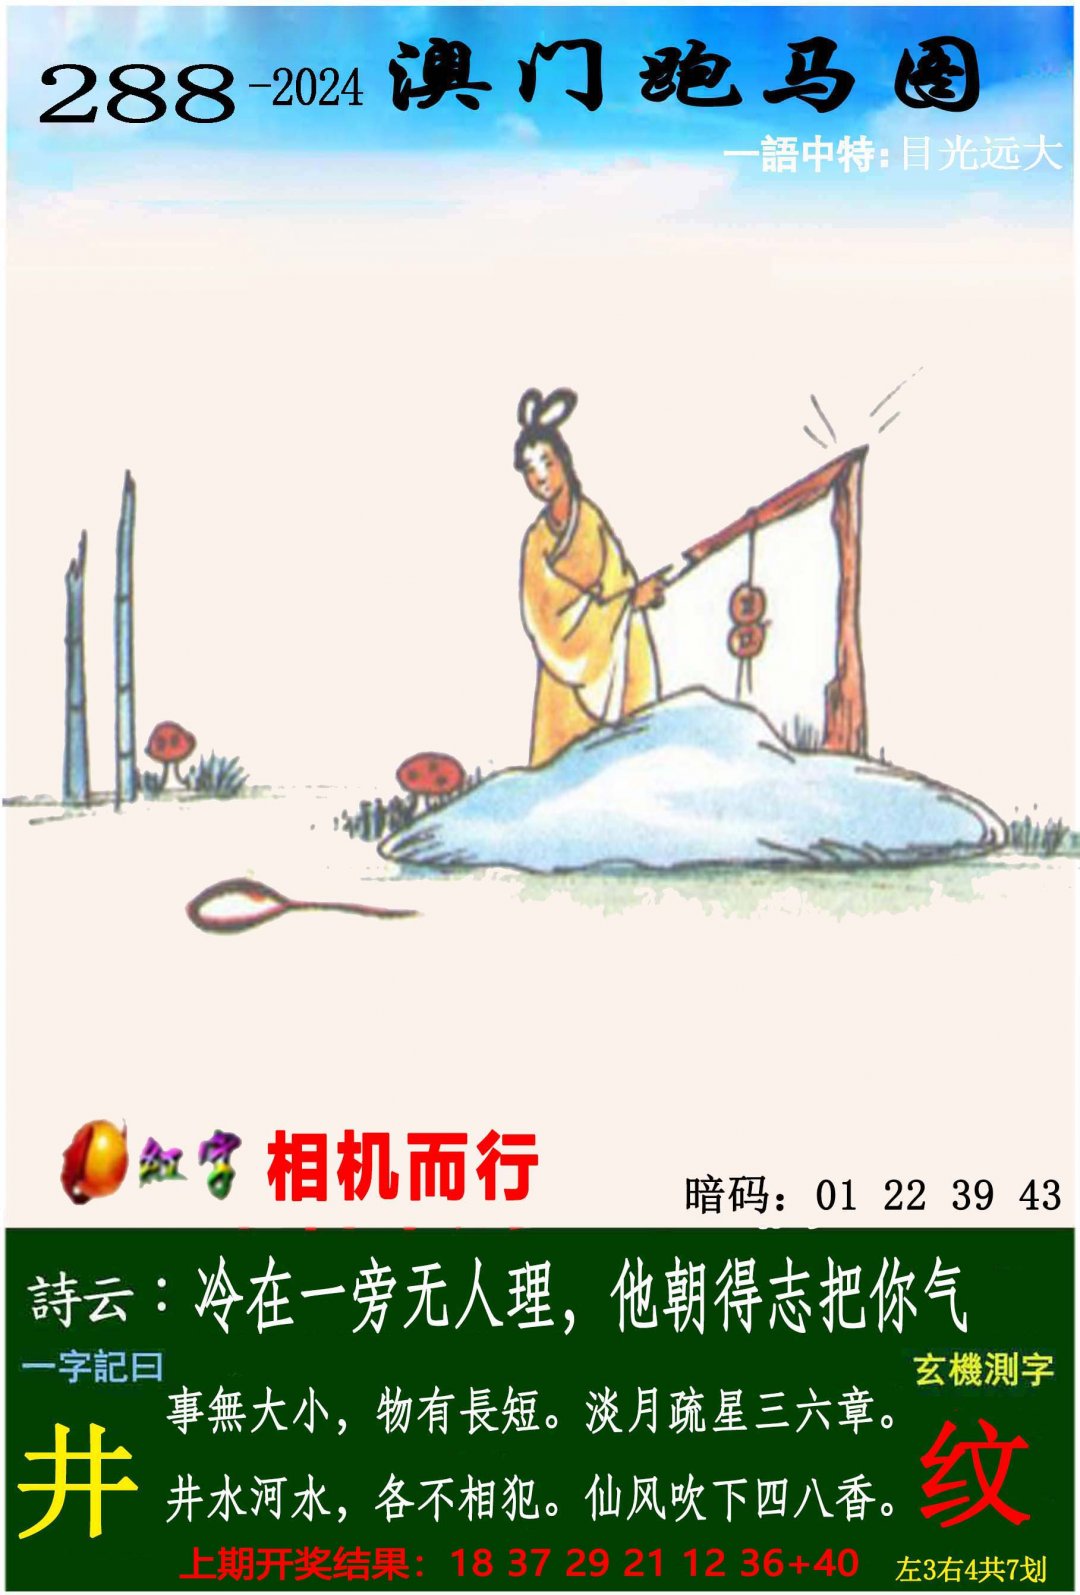 288-2024 澳门跑马图
一語中特:目光远大
红字 相机而行
暗码：01 22 39 43
詩云：冷在一旁无人理，他朝得志把你气
一字記曰
玄機測字
事無大小，物有長短。淡月疏星三六章。
井
纹
井水河水，各不相犯。仙风吹下四八香。
上期开奖结果：18 37 29 21 12 36+40
左3右4共7划